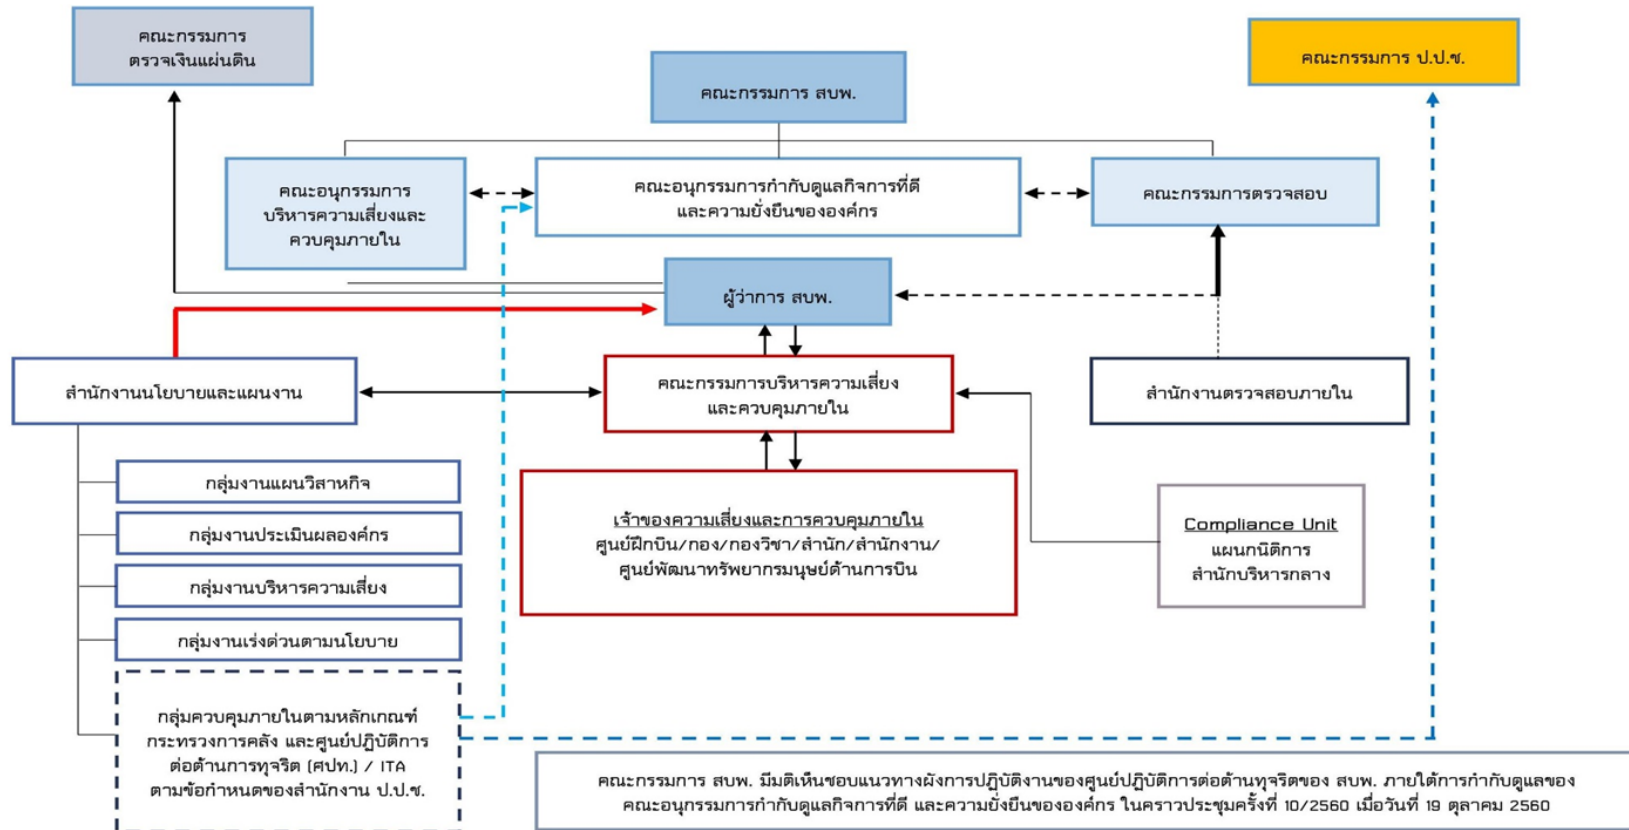 คณะกรรมการ
ตรวจเงินแผ่นดิน
คณะกรรมการ สบพ.
คณะกรรมการ ป.ป.ช.
คณะอนุกรรมการ
บริหารความเสี่ยงและ
ควบคุมภายใน
คณะอนุกรรมการกำกับดูแลกิจการที่ดี
และความยั่งยืนขององค์กร
คณะกรรมการตรวจสอบ
ผู้ว่าการ สบพ.
สำนักงานนโยบายและแผนงาน
คณะกรรมการบริหารความเสี่ยง
และควบคุมภายใน
สำนักงานตรวจสอบภายใน
กลุ่มงานแผนวิสาหกิจ
กลุ่มงานประเมินผลองค์กร
กลุ่มงานบริหารความเสี่ยง
กลุ่มงานเร่งด่วนตามนโยบาย
เจ้าของความเสี่ยงและการควบคุมภายใน
ศูนย์ฝึกบิน/กอง/กองวิชา/สำนัก/สำนักงาน/
ศูนย์พัฒนาทรัพยากรมนุษย์ด้านการบิน
Compliance Unit
แผนกนิติการ
สำนักบริหารกลาง
กลุ่มควบคุมภายในตามหลักเกณฑ์
กระทรวงการคลัง และศูนย์ปฏิบัติการ
ต่อต้านการทุจริต (ศปท.) / ITA
ตามข้อกำหนดของสำนักงาน ป.ป.ช.
คณะกรรมการ สบพ. มีมติเห็นชอบแนวทางผังการปฏิบัติงานของศูนย์ปฏิบัติการต่อต้านทุจริตของ สบพ. ภายใต้การกำกับดูแลของ
คณะอนุกรรมการกำกับดูแลกิจการที่ดี และความยั่งยืนขององค์กร ในคราวประชุมครั้งที่ 10/2560 เมื่อวันที่ 19 ตุลาคม 2560